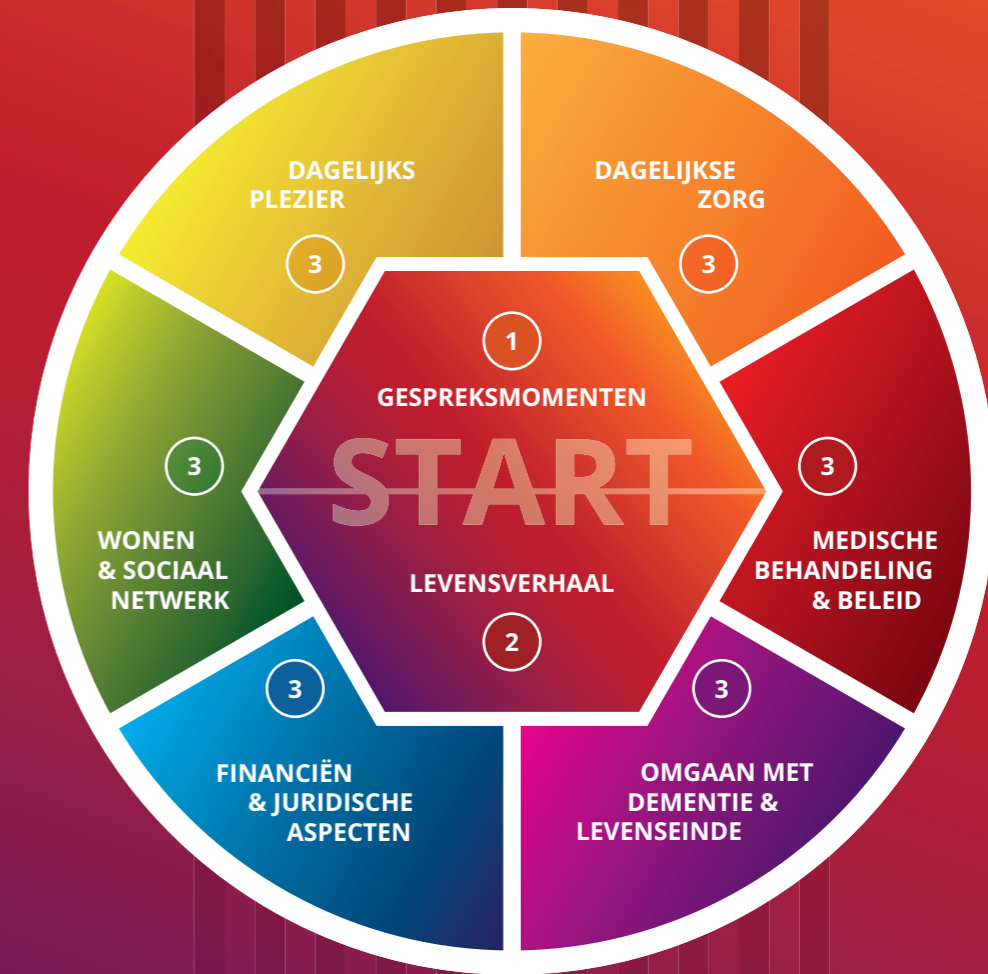 DAGELIJKS
PLEZIER
3
DAGELIJKSE
ZORG
3
1
GESPREKSMOMENTEN
START
LEVENSVERHAAL
2
3
WONEN
& SOCIAAL
NETWERK
3
MEDISCHE
BEHANDELING
& BELEID
3
FINANCIËN
& JURIDISCHE
ASPECTEN
3
OMGAAN MET
DEMENTIE &
LEVENSEINDE